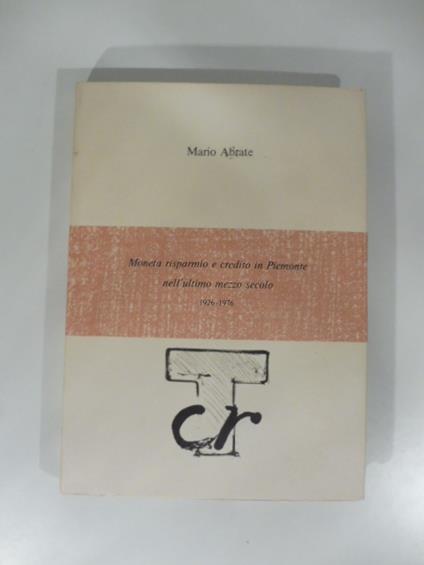 Mario Abrate
Moneta risparmio e credito in Piemonte
nell'ultimo mezzo secolo
1926-1976
T
cr